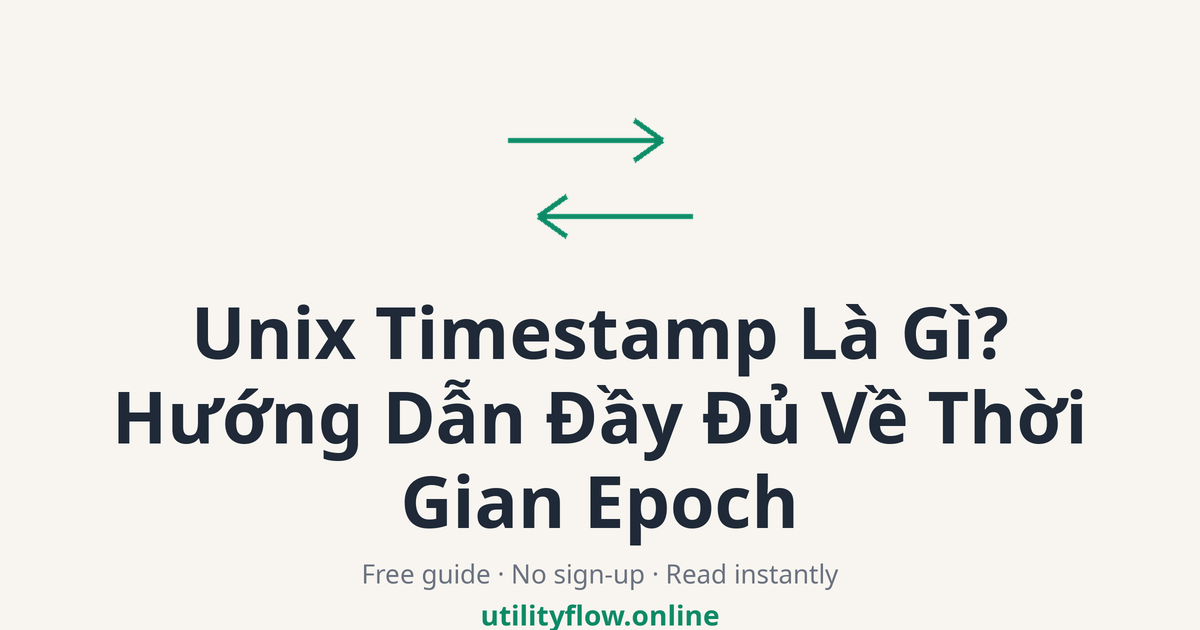 Unix Timestamp Là Gì?
Hướng Dẫn Đầy Đủ Về Thời
Gian Epoch
Free guide · No sign-up · Read instantly
utilityflow.online